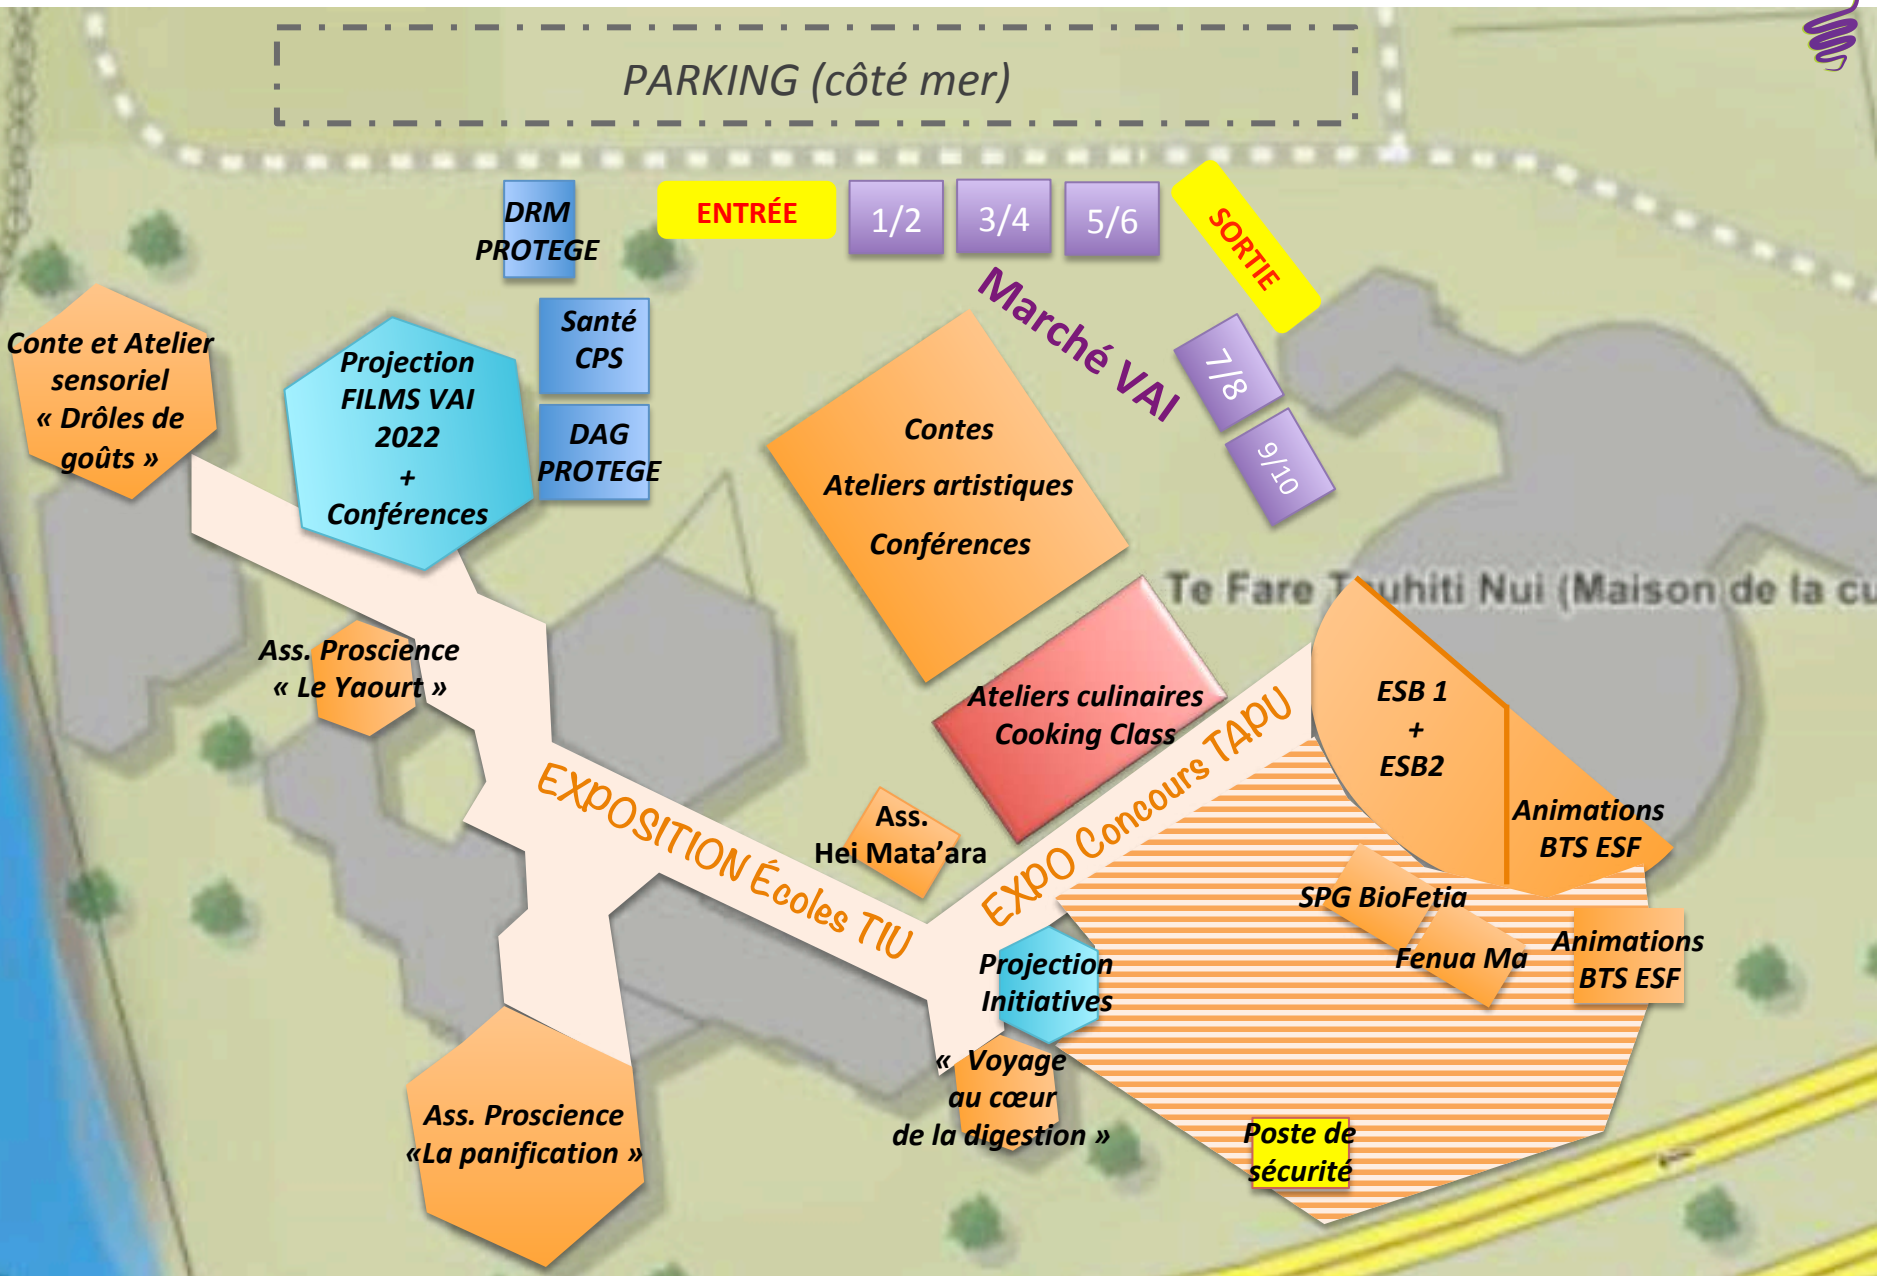 PARKING (côté mer)
DRM
PROTEGE
ENTRÉE
1/2
3/4
5/6
SORTIE
Marché VAI
7/8
9/10
Santé
CPS
DAG
PROTEGE
Conte et Atelier
sensoriel
« Drôles de
goûts »
Projection
FILMS VAI
2022
+
Conférences
Contes
Ateliers artistiques
Conférences
Te Fare Tauhiti Nui (Maison de la cu
Ass. Proscience
« Le Yaourt »
Ateliers culinaires
Cooking Class
ESB 1
+
ESB2
Animations
BTS ESF
EXPOSITION Écoles TIU
EXPO Concours TAPU
Ass.
Hei Mata’ara
SPG BioFetia
Fenua Ma
Animations
BTS ESF
Projection
Initiatives
« Voyage
au cœur
de la digestion »
Ass. Proscience
«La panification »
Poste de
sécurité